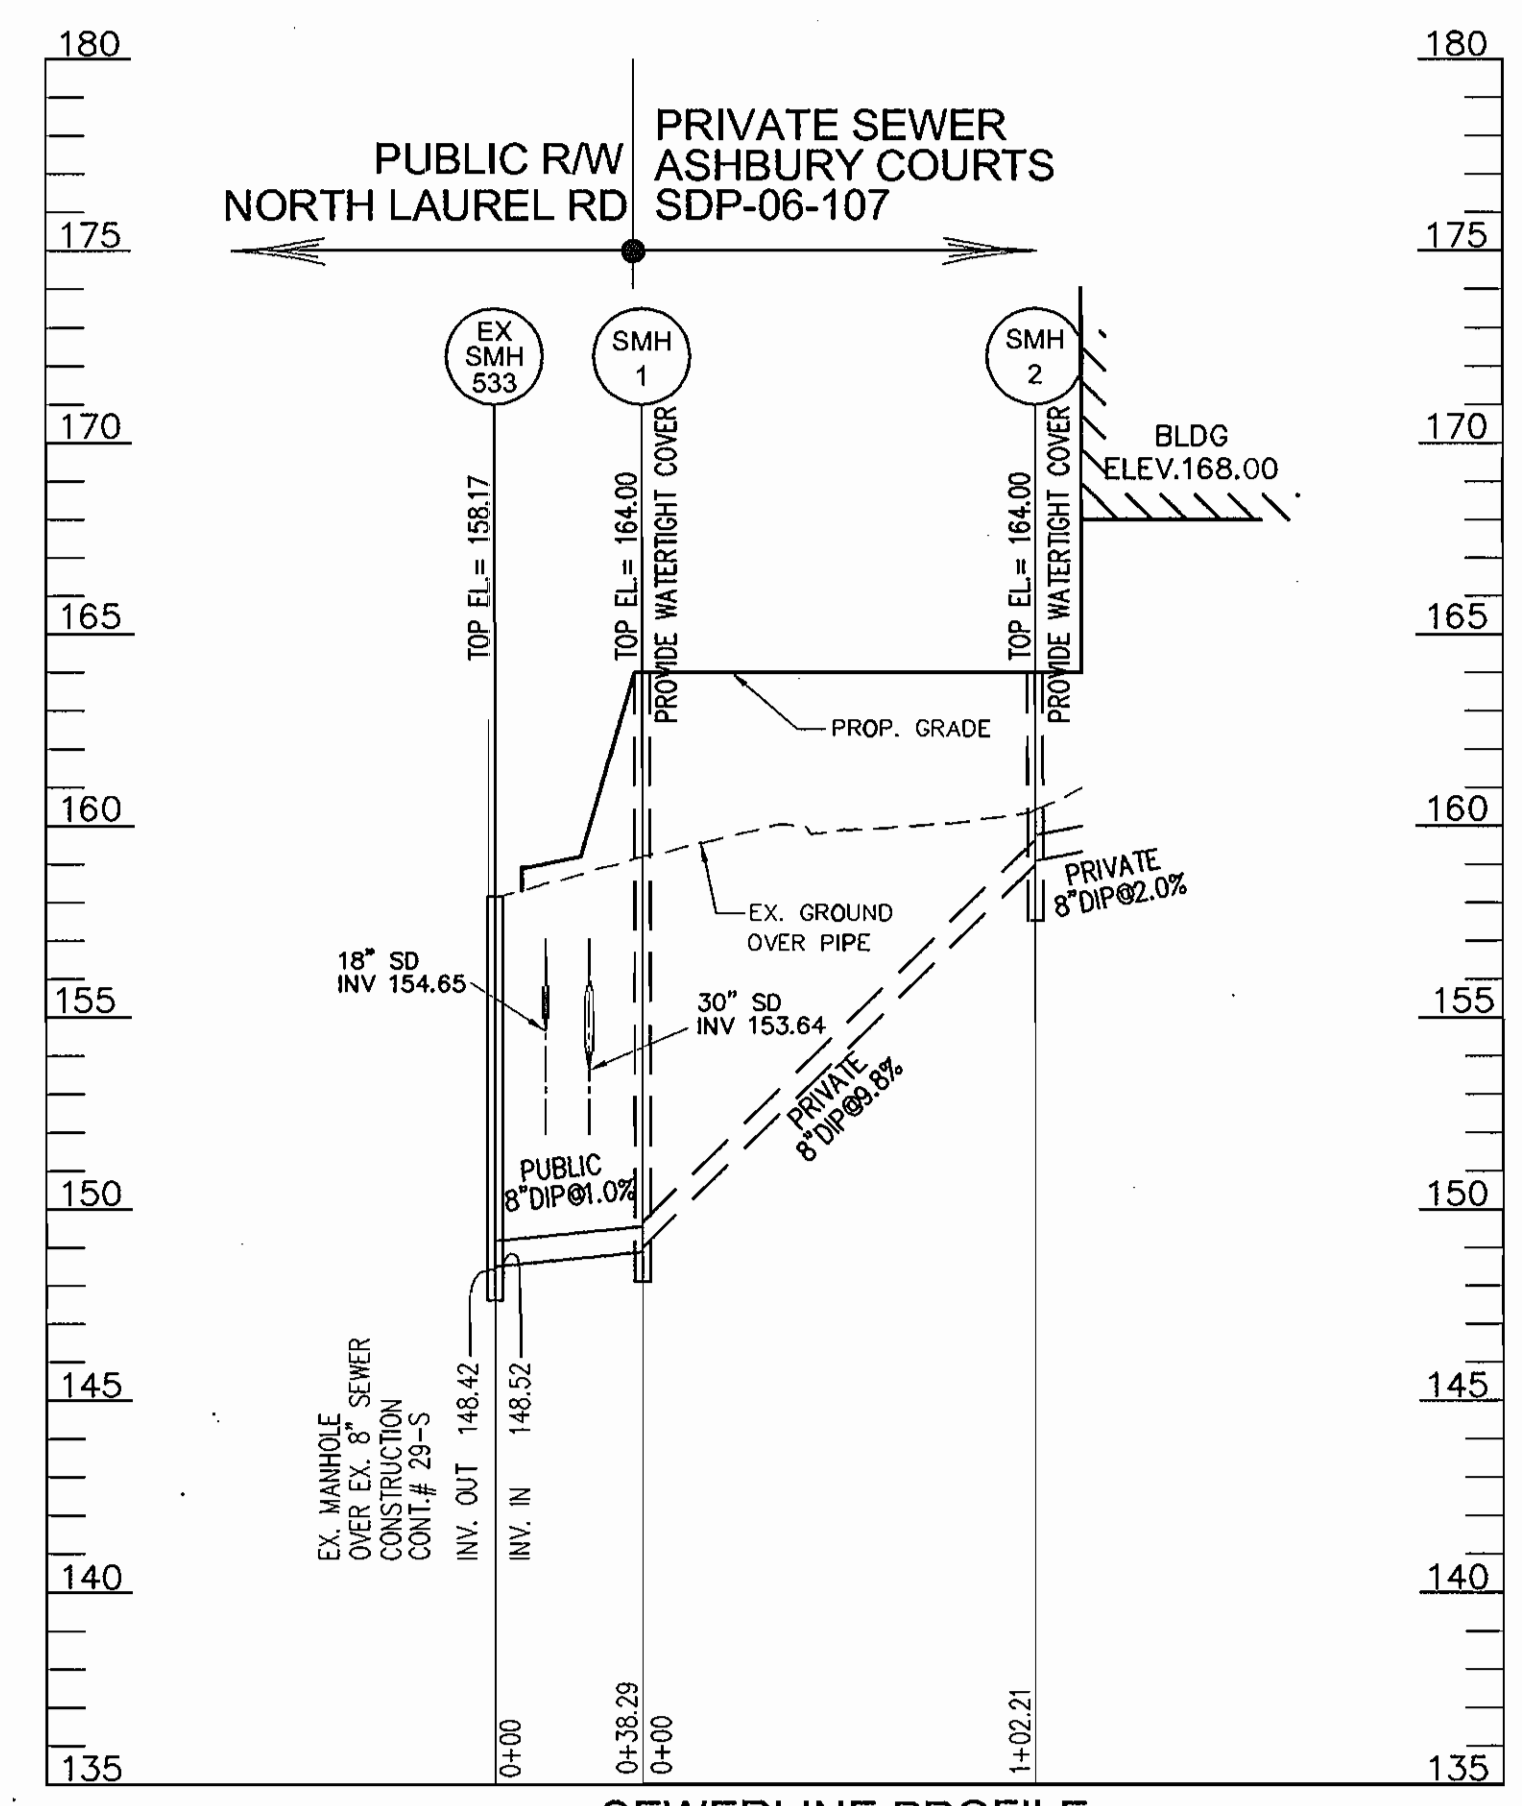 180
175
170
165
160
155
150
145
140
135
180
175
170
165
160
155
150
145
140
135
PUBLIC R/W
NORTH LAUREL RD
PRIVATE SEWER
ASHBURY COURTS
SDP-06-107
EX
SMH
533
SMH
1
SMH
2
TOP EL.= 158.17
TOP EL.= 164.00
PROVIDE WATERTIGHT COVER
TOP EL.= 164.00
PROVIDE WATERTIGHT COVER
BLDG
ELEV.168.00
PROP. GRADE
EX. GROUND
OVER PIPE
PRIVATE
8"DIP@2.0%
18" SD
INV 154.65
30" SD
INV 153.64
PRIVATE
8"DIP@9.8%
PUBLIC
8"DIP@1.0%
EX. MANHOLE
OVER EX. 8" SEWER
CONSTRUCTION
CONT.# 29-S
INV. OUT 148.42
INV. IN 148.52
0+00
0+38.29
0+00
1+02.21
SEWERLINE PROFILE